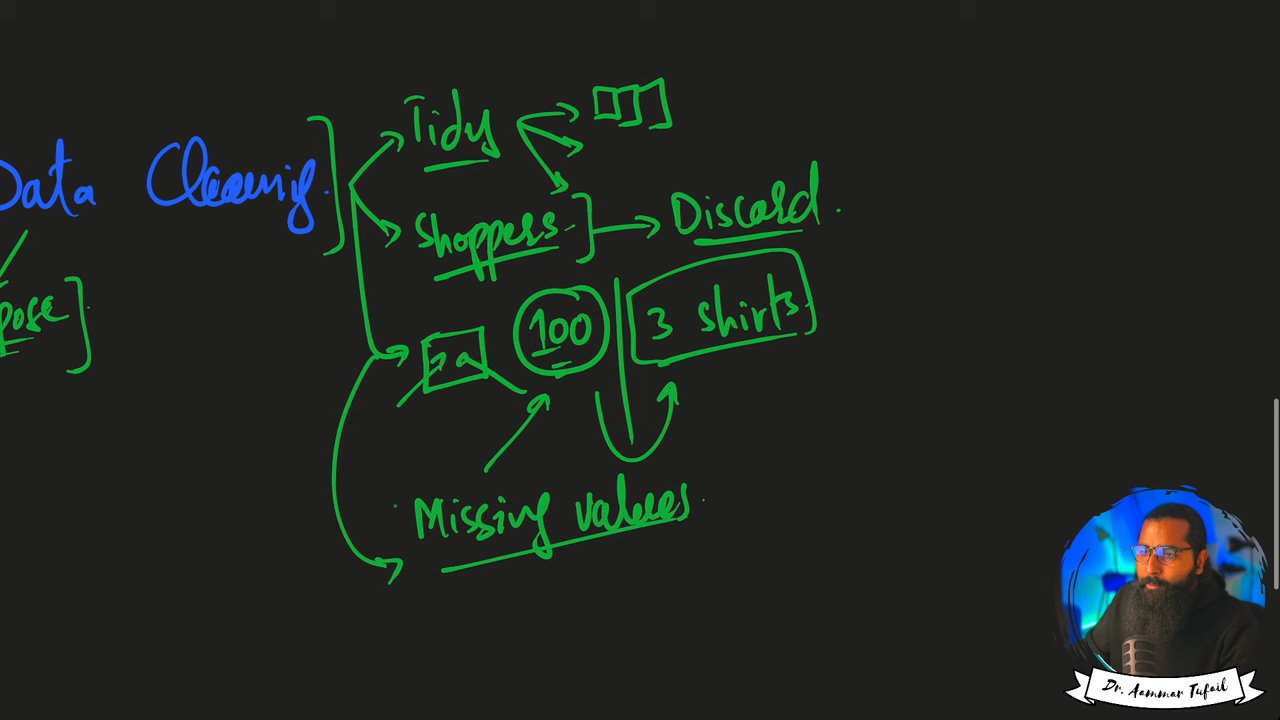 Tidy
Data Cleaning.
Shoppers.
Discard.
pose
100
3 shirts.
Missing values.
Dr. Aammar Tufail